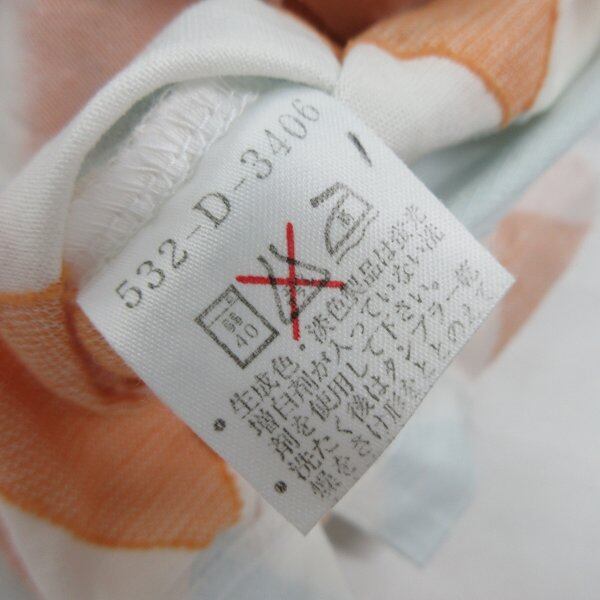 532-D-3406
40
・生成色・淡色製品は蛍光
増白剤が入っていない洗
剤を使用して下さい。
・洗たく後はタンブラー乾
燥をさけ形をととのえて